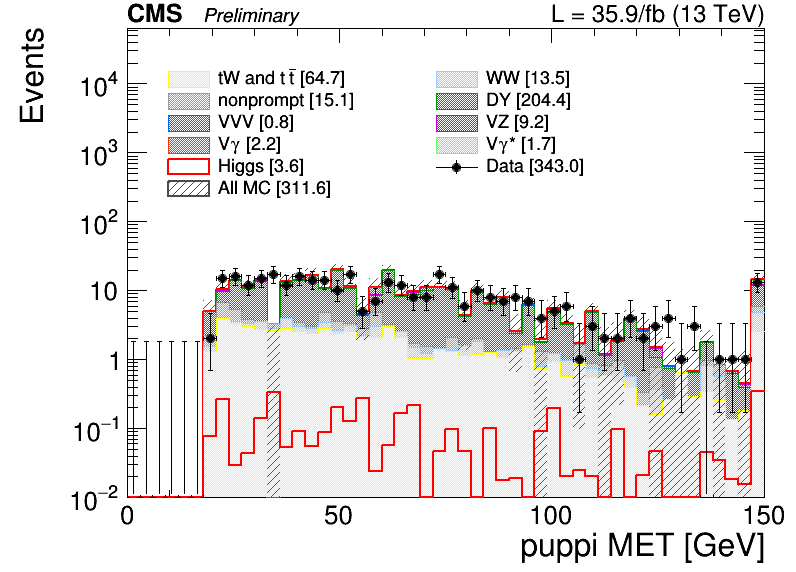 CMS Preliminary L = 35.9/fb (13 TeV)
Events
tW and t t̄ [64.7] WW [13.5]
nonprompt [15.1] DY [204.4]
VVV [0.8] VZ [9.2]
Vγ [2.2] Vγ* [1.7]
Higgs [3.6] Data [343.0]
All MC [311.6]
10⁴
10³
10²
10
1
10⁻¹
10⁻²
0 50 100 150
puppi MET [GeV]